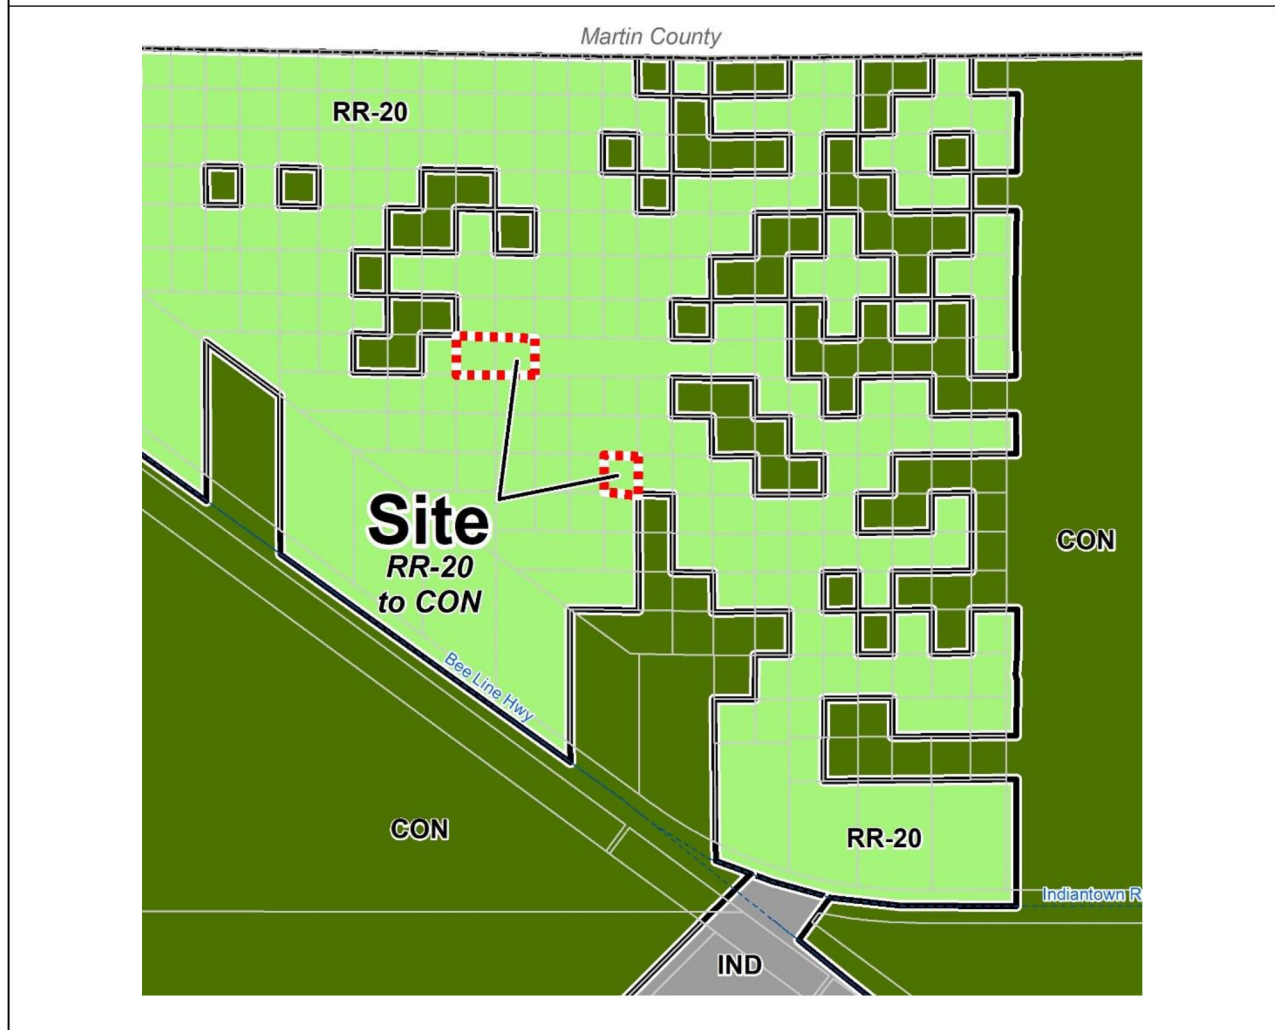 Martin County
RR-20
Site
RR-20
to CON
CON
Bee Line Hwy
CON
RR-20
Indiantown R
IND